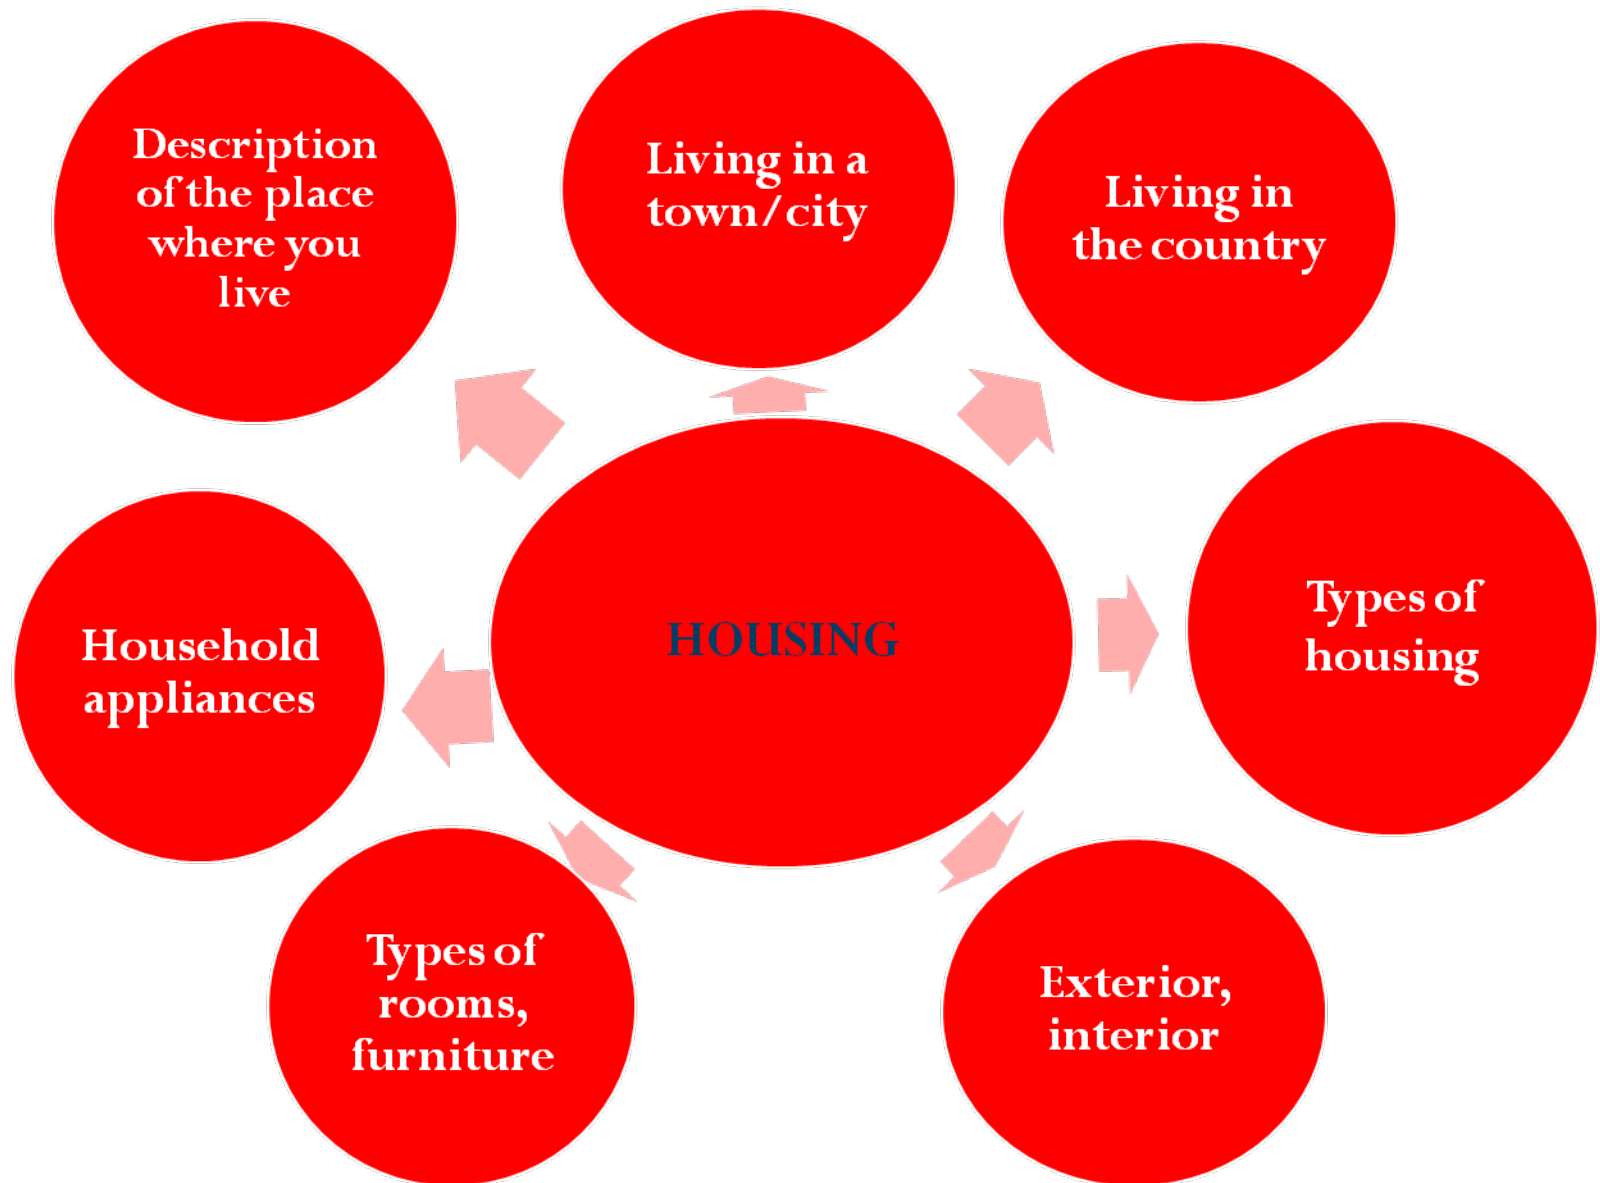 Description
of the place
where you
live
Living in a
town/city
Living in
the country
Household
appliances
HOUSING
Types of
housing
Types of
rooms,
furniture
Exterior,
interior